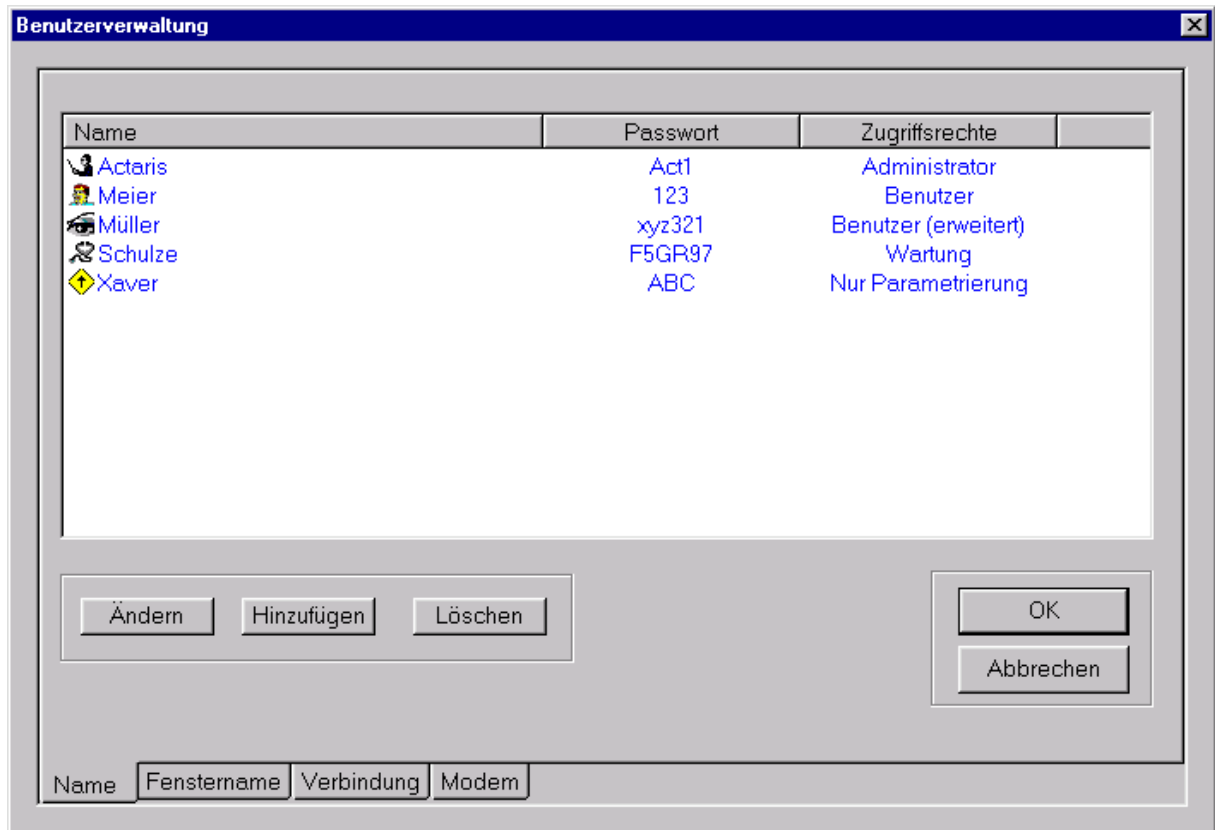 Benutzerverwaltung
Name Passwort Zugriffsrechte
Actaris Act1 Administrator
Meier 123 Benutzer
Müller xyz321 Benutzer (erweitert)
Schulze F5GR97 Wartung
Xaver ABC Nur Parametrierung
Ändern Hinzufügen Löschen OK
Abbrechen
Name Fenstername Verbindung Modem